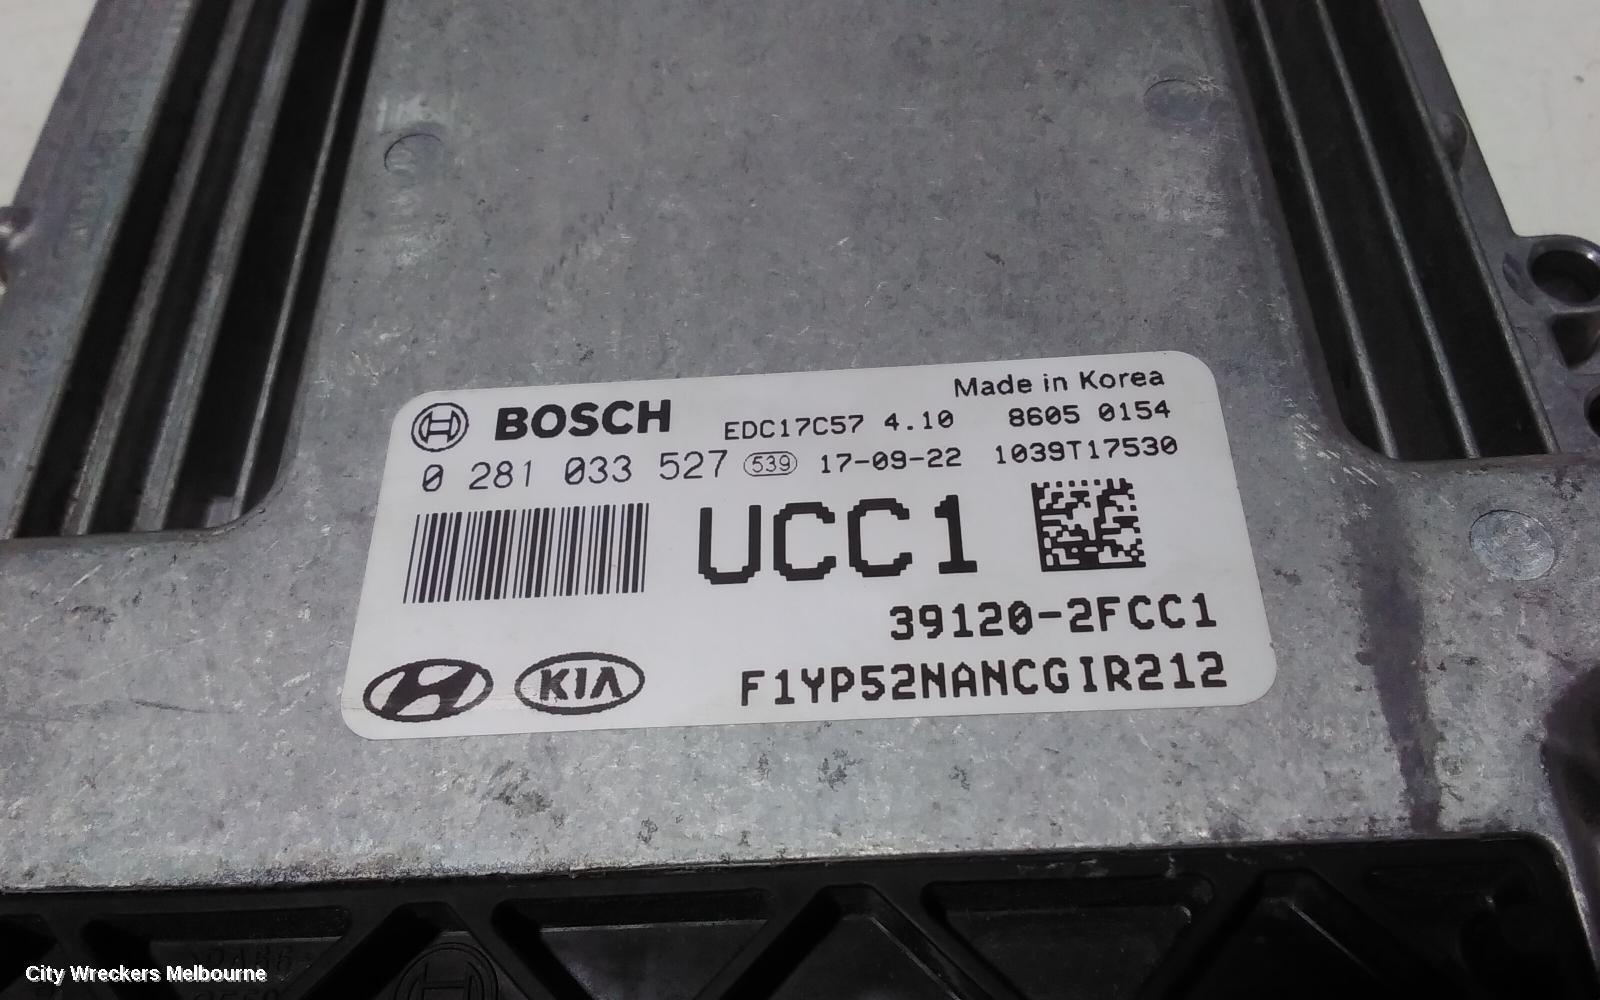 Made in Korea
BOSCH EDC17C57 4.10 8605 0154
0 281 033 527 539 17-09-22 1039T17530
UCC1
39120-2FCC1
KIA F1YP52NANCGIR212
City Wreckers Melbourne